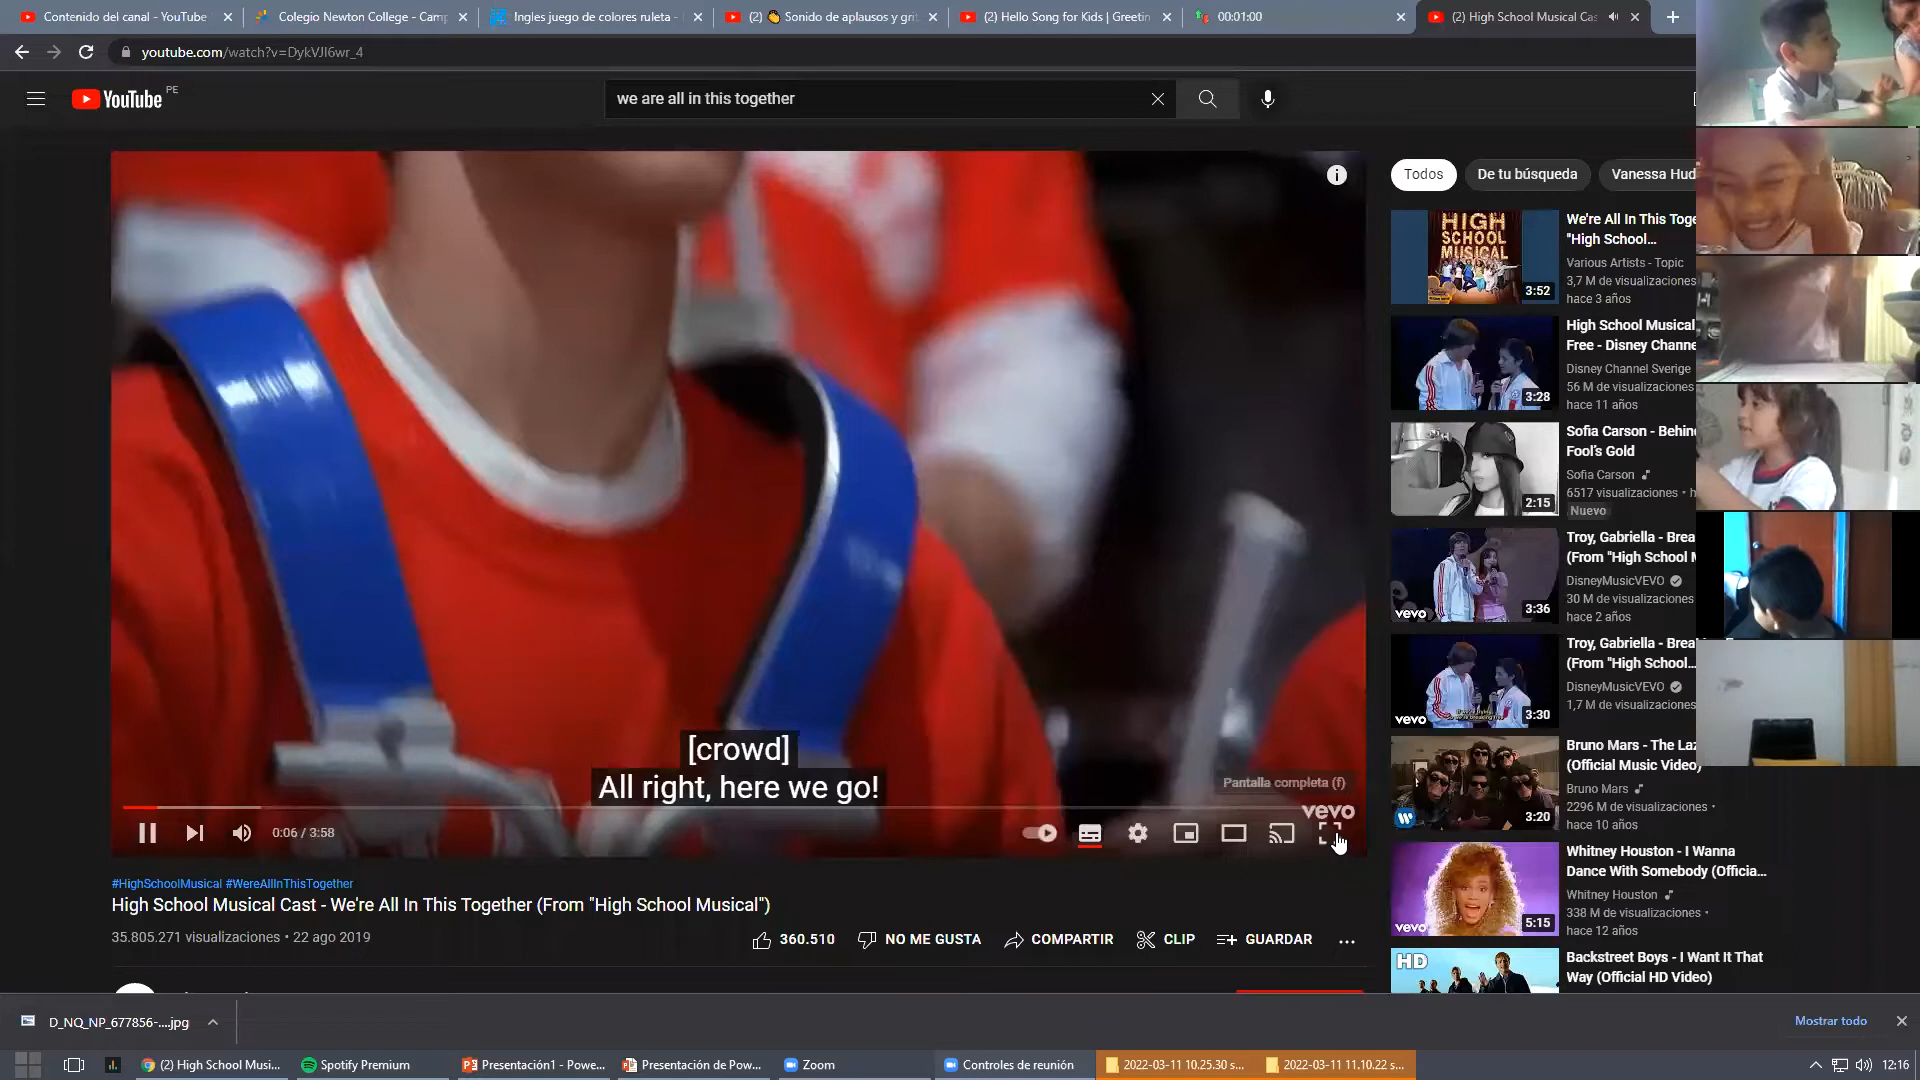 Contenido del canal - YouTube
Colegio Newton College - Camp
Ingles juego de colores ruleta -
(2) 👏 Sonido de aplausos y grit
(2) Hello Song for Kids | Greetin
00:01:00
(2) High School Musical Cas
youtube.com/watch?v=DykVJl6wr_4
YouTube PE
we are all in this together
Todos
De tu búsqueda
Vanessa Hud
We're All In This Toge
"High School...
Various Artists - Topic
3,7 M de visualizaciones
hace 3 años
HIGH
SCHOOL
MUSICAL
3:52
High School Musical
Free - Disney Channe
Disney Channel Sverige
56 M de visualizaciones
hace 11 años
3:28
Sofia Carson - Behin
Fool's Gold
Sofia Carson
6517 visualizaciones • h
Nuevo
2:15
Troy, Gabriella - Brea
(From "High School M
DisneyMusicVEVO
30 M de visualizaciones
hace 2 años
vevo
3:36
Troy, Gabriella - Brea
(From "High School...
DisneyMusicVEVO
1,7 M de visualizaciones
vevo
3:30
Bruno Mars - The Laz
(Official Music Video)
Bruno Mars
2296 M de visualizaciones •
hace 10 años
3:20
Whitney Houston - I Wanna
Dance With Somebody (Officia...
Whitney Houston
338 M de visualizaciones •
hace 12 años
vevo
5:15
Backstreet Boys - I Want It That
Way (Official HD Video)
HD
[crowd]
All right, here we go!
Pantalla completa (f)
vevo
0:06 / 3:58
#HighSchoolMusical #WereAllInThisTogether
High School Musical Cast - We're All In This Together (From "High School Musical")
35.805.271 visualizaciones • 22 ago 2019
360.510
NO ME GUSTA
COMPARTIR
CLIP
GUARDAR
D_NQ_NP_677856-....jpg
Mostrar todo
(2) High School Musi...
Spotify Premium
Presentación1 - Powe...
Presentación de Pow...
Zoom
Controles de reunión
2022-03-11 10.25.30 s...
2022-03-11 11.10.22 s...
12:16